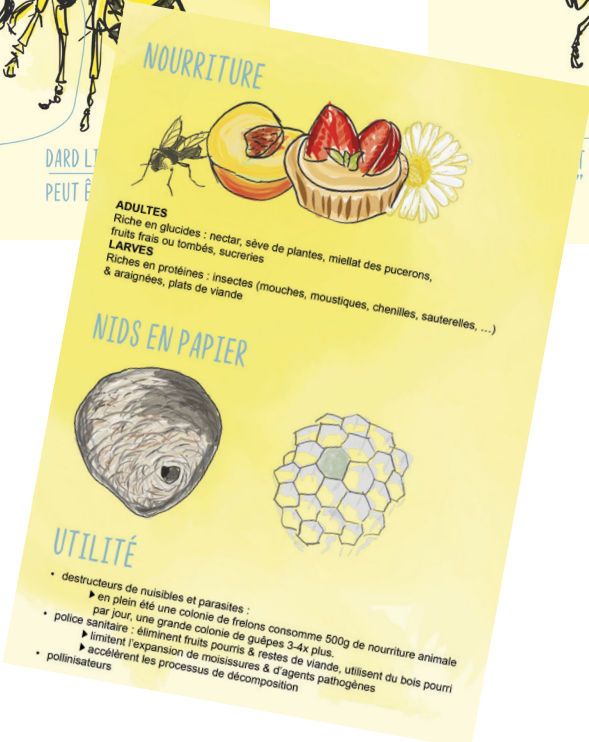 NOURRITURE
DARD
PEUT
ADULTES
Riche en glucides : nectar, sève de plantes, miellat des pucerons,
fruits frais ou tombés, sucreries
LARVES
Riches en protéines : insectes (mouches, moustiques, chenilles, sauterelles, ...)
& araignées, plats de viande
NIDS EN PAPIER
UTILITÉ
• destructeurs de nuisibles et parasites :
en plein été une colonie de frelons consomme 500g de nourriture animale
par jour, une grande colonie de guêpes 3-4x plus.
• police sanitaire : éliminent fruits pourris & restes de viande, utilisent du bois pourri
limitent l'expansion de moisissures & d'agents pathogènes
accélèrent les processus de décomposition
• pollinisateurs